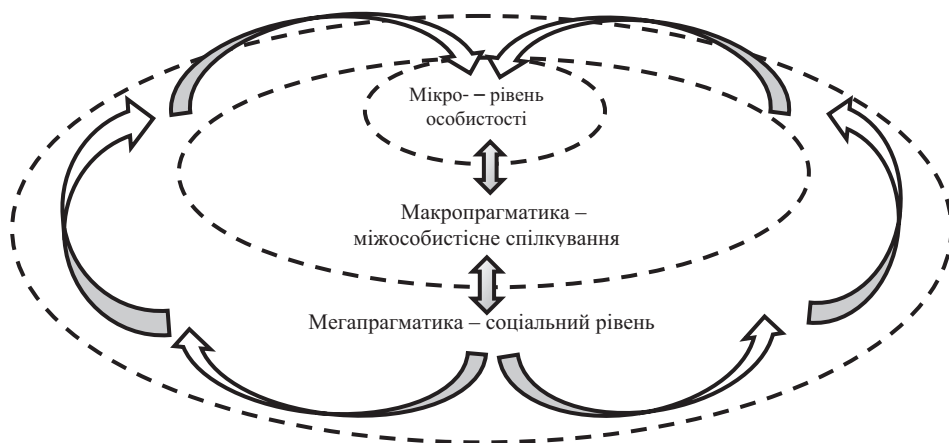 Мікро- – рівень
особистості
Макропрагматика –
міжособистісне спілкування
Мегапрагматика – соціальний рівень